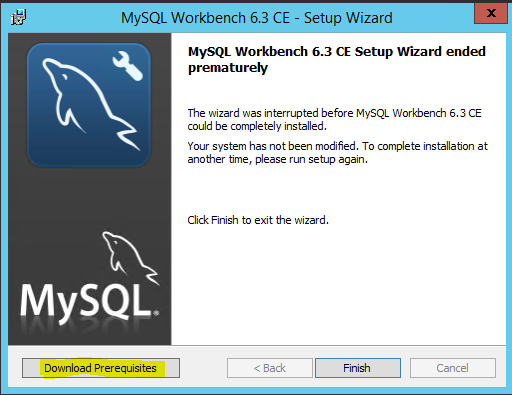 MySQL Workbench 6.3 CE - Setup Wizard
X
MySQL Workbench 6.3 CE Setup Wizard ended
prematurely
The wizard was interrupted before MySQL Workbench 6.3 CE
could be completely installed.
Your system has not been modified. To complete installation at
another time, please run setup again.
Click Finish to exit the wizard.
MySQL®
Download Prerequisites
< Back
Finish
Cancel